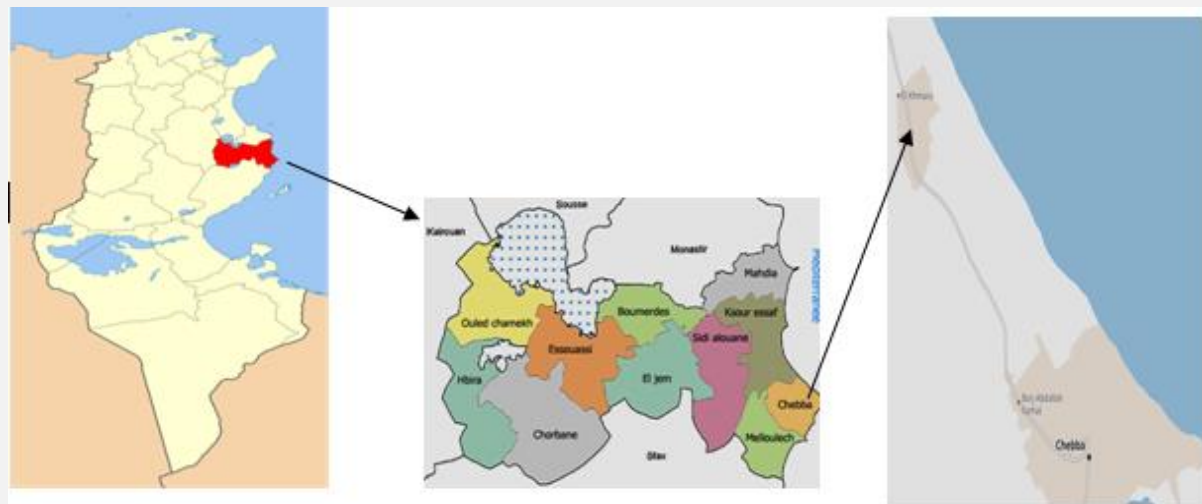 Sousse
Kairouan
Monastir
Mediterranee
Mahdia
Ouled chamekh
Boumerdes
Ksour essaf
Sidi alouane
Essouassi
Hbira
El jem
Chebba
Chorbane
Melloulech
Sfax
Chebba